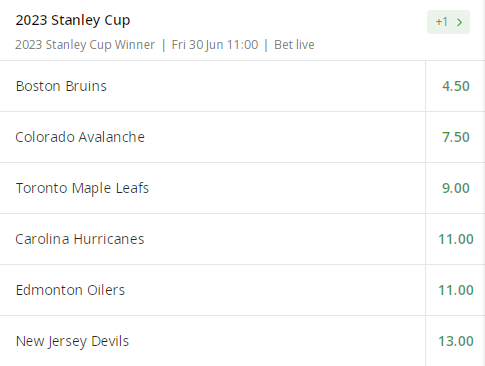 2023 Stanley Cup
+1 >
2023 Stanley Cup Winner | Fri 30 Jun 11:00 | Bet live
Boston Bruins 4.50
Colorado Avalanche 7.50
Toronto Maple Leafs 9.00
Carolina Hurricanes 11.00
Edmonton Oilers 11.00
New Jersey Devils 13.00